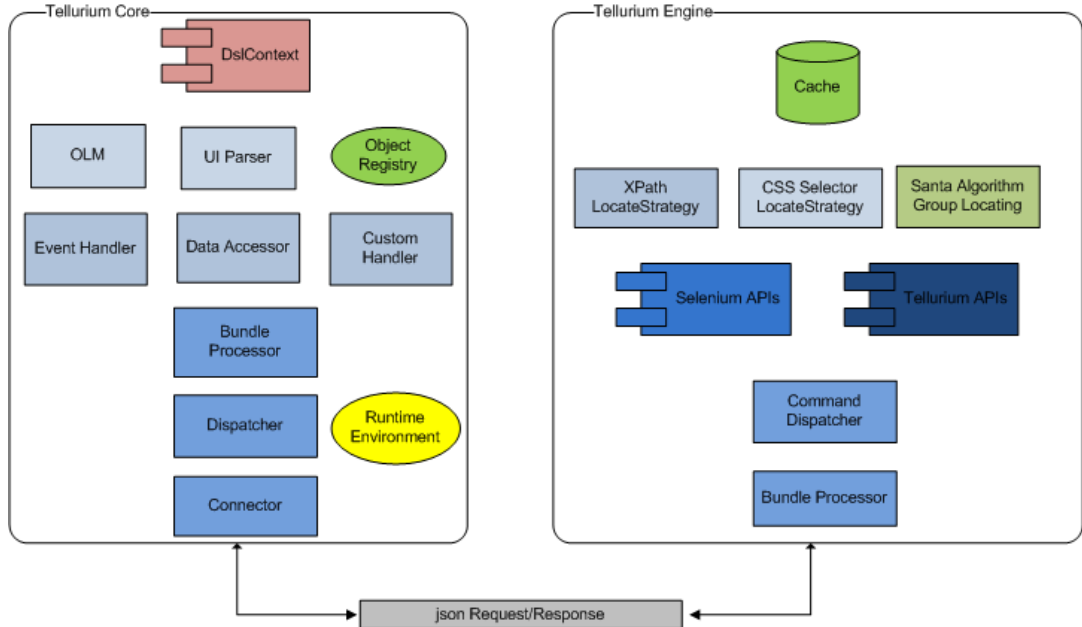 Tellurium Core
DslContext
OLM
UI Parser
Object
Registry
Event Handler
Data Accessor
Custom
Handler
Bundle
Processor
Dispatcher
Runtime
Environment
Connector
Tellurium Engine
Cache
XPath
LocateStrategy
CSS Selector
LocateStrategy
Santa Algorithm
Group Locating
Selenium APIs
Tellurium APIs
Command
Dispatcher
Bundle Processor
json Request/Response